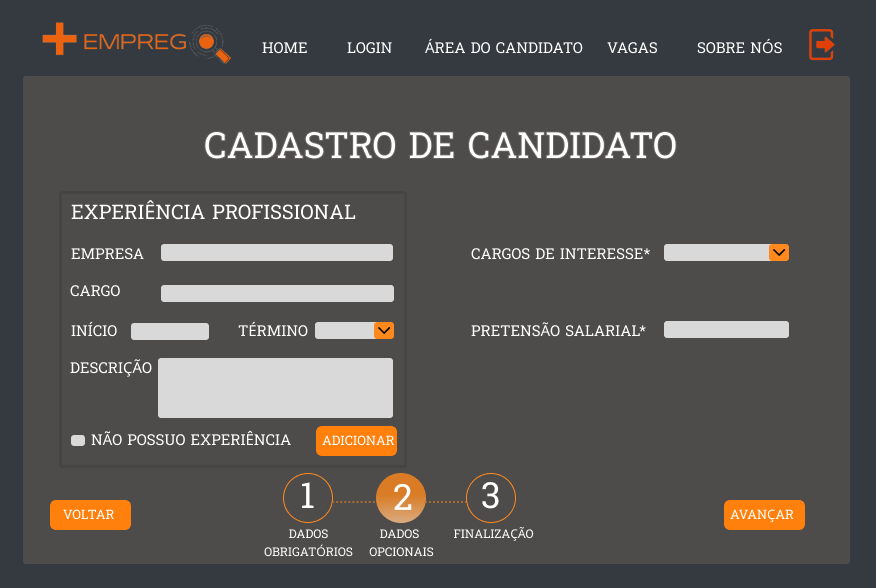 EMPREGO
HOME LOGIN ÁREA DO CANDIDATO VAGAS SOBRE NÓS
CADASTRO DE CANDIDATO
EXPERIÊNCIA PROFISSIONAL
EMPRESA
CARGO
INÍCIO TÉRMINO
DESCRIÇÃO
NÃO POSSUO EXPERIÊNCIA ADICIONAR
CARGOS DE INTERESSE*
PRETENSÃO SALARIAL*
VOLTAR
1
DADOS
OBRIGATÓRIOS
2
DADOS
OPCIONAIS
3
FINALIZAÇÃO
AVANÇAR